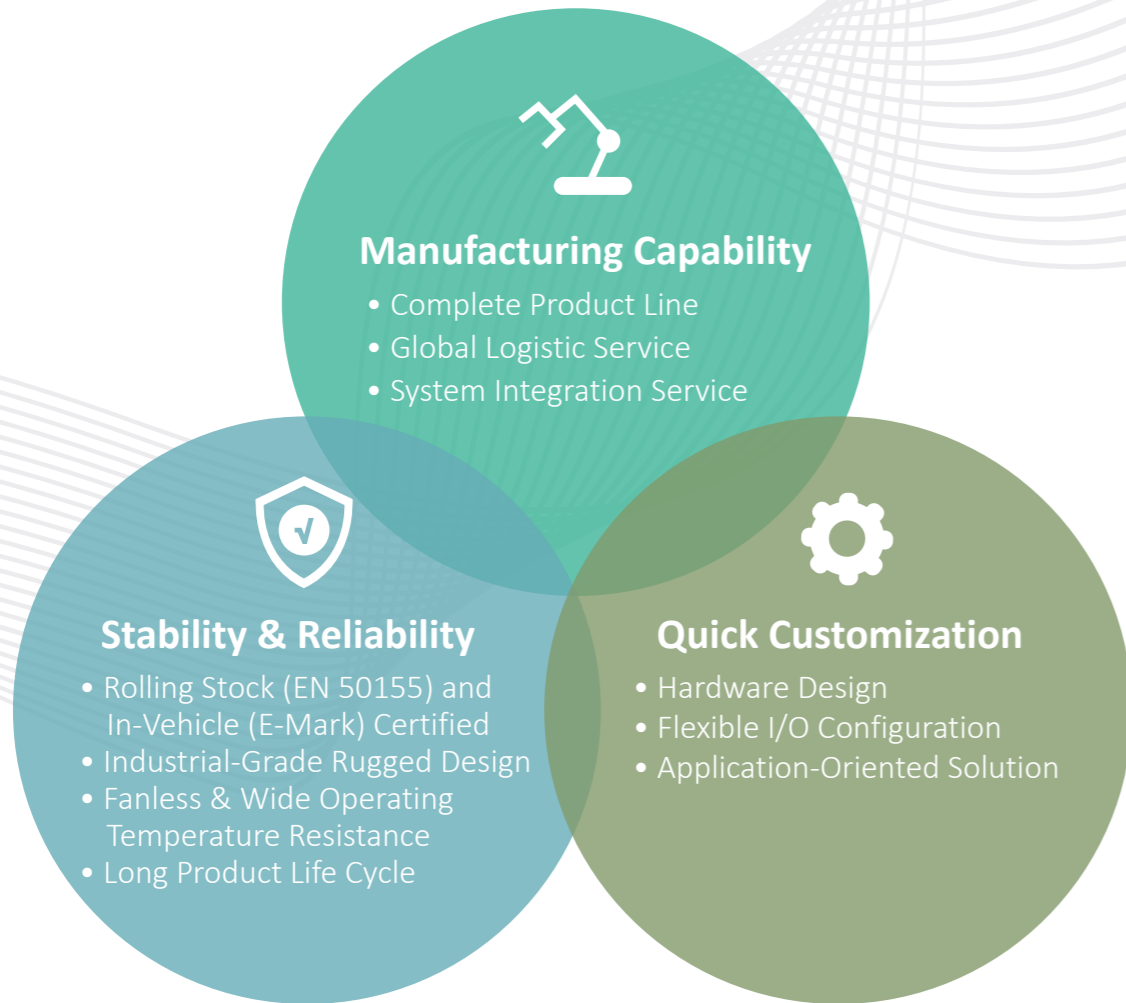 Manufacturing Capability
• Complete Product Line
• Global Logistic Service
• System Integration Service
√
Stability & Reliability
• Rolling Stock (EN 50155) and
In-Vehicle (E-Mark) Certified
• Industrial-Grade Rugged Design
• Fanless & Wide Operating
Temperature Resistance
• Long Product Life Cycle
Quick Customization
• Hardware Design
• Flexible I/O Configuration
• Application-Oriented Solution